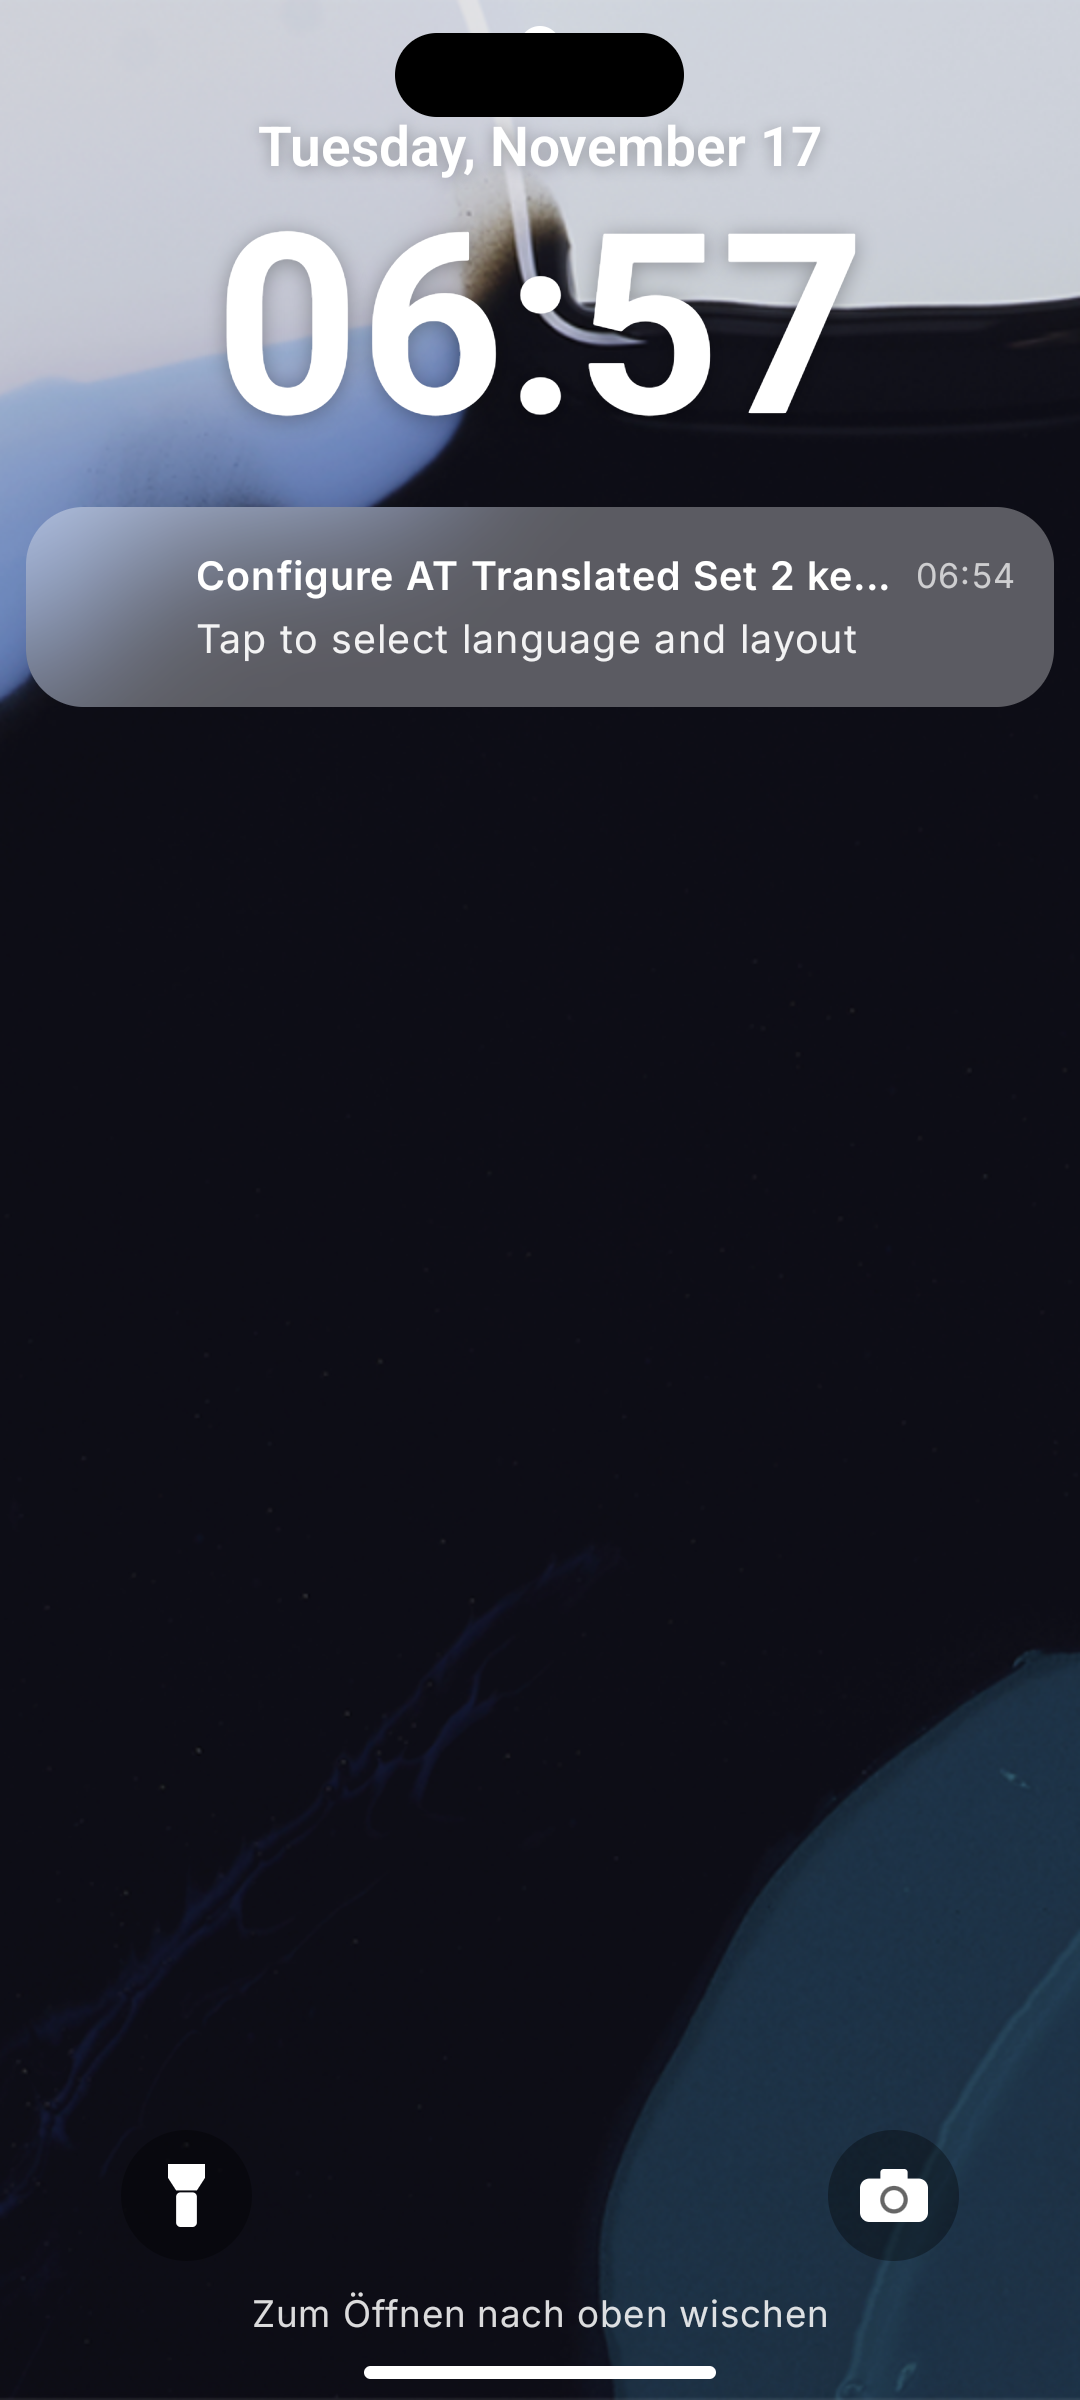 Tuesday, November 17
06:57
Configure AT Translated Set 2 ke... 06:54
Tap to select language and layout
Zum Öffnen nach oben wischen